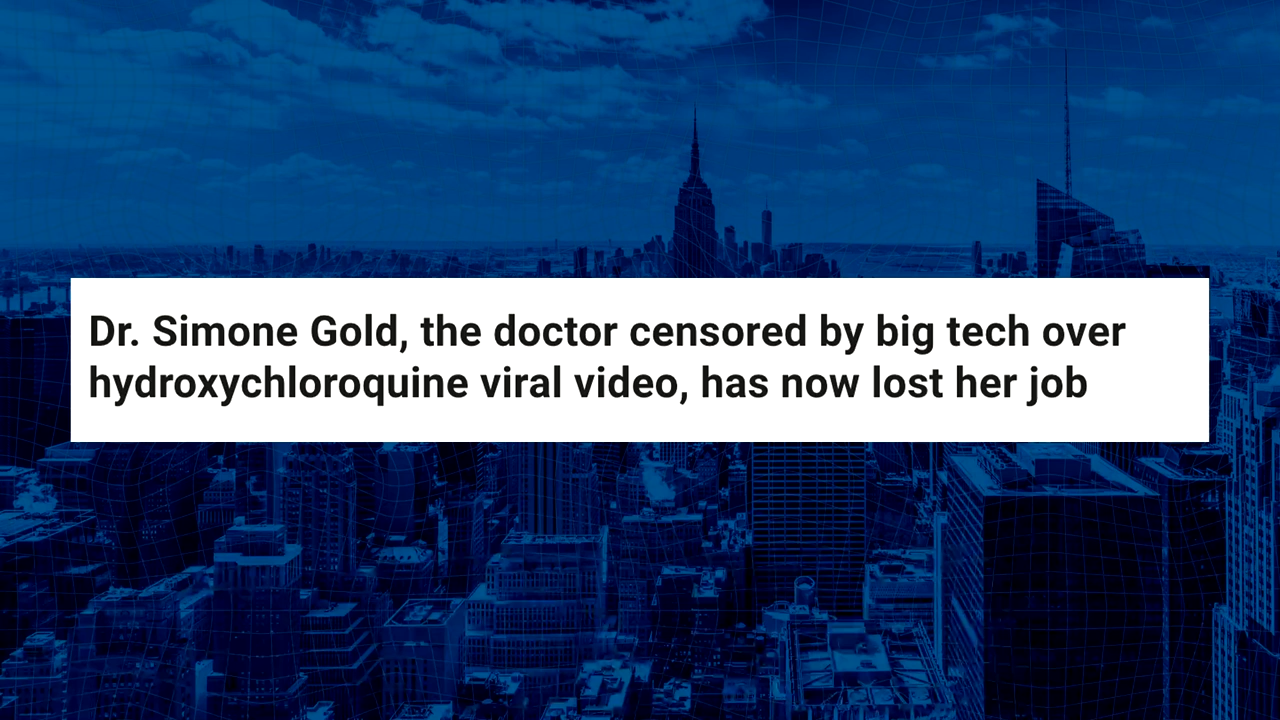 Dr. Simone Gold, the doctor censored by big tech over
hydroxychloroquine viral video, has now lost her job